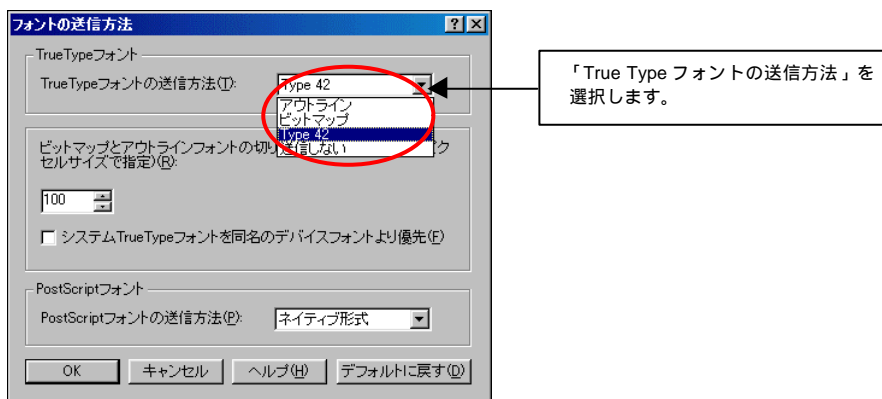 フォントの送信方法
TrueTypeフォント
TrueTypeフォントの送信方法(T):
Type 42
アウトライン
ビットマップ
Type 42
送信しない
ビットマップとアウトラインフォントの切り
セルサイズで指定)(R):
100
システムTrueTypeフォントを同名のデバイスフォントより優先(F)
PostScriptフォント
PostScriptフォントの送信方法(P):
ネイティブ形式
OK
キャンセル
ヘルプ(H)
デフォルトに戻す(D)
「True Type フォントの送信方法」を
選択します。